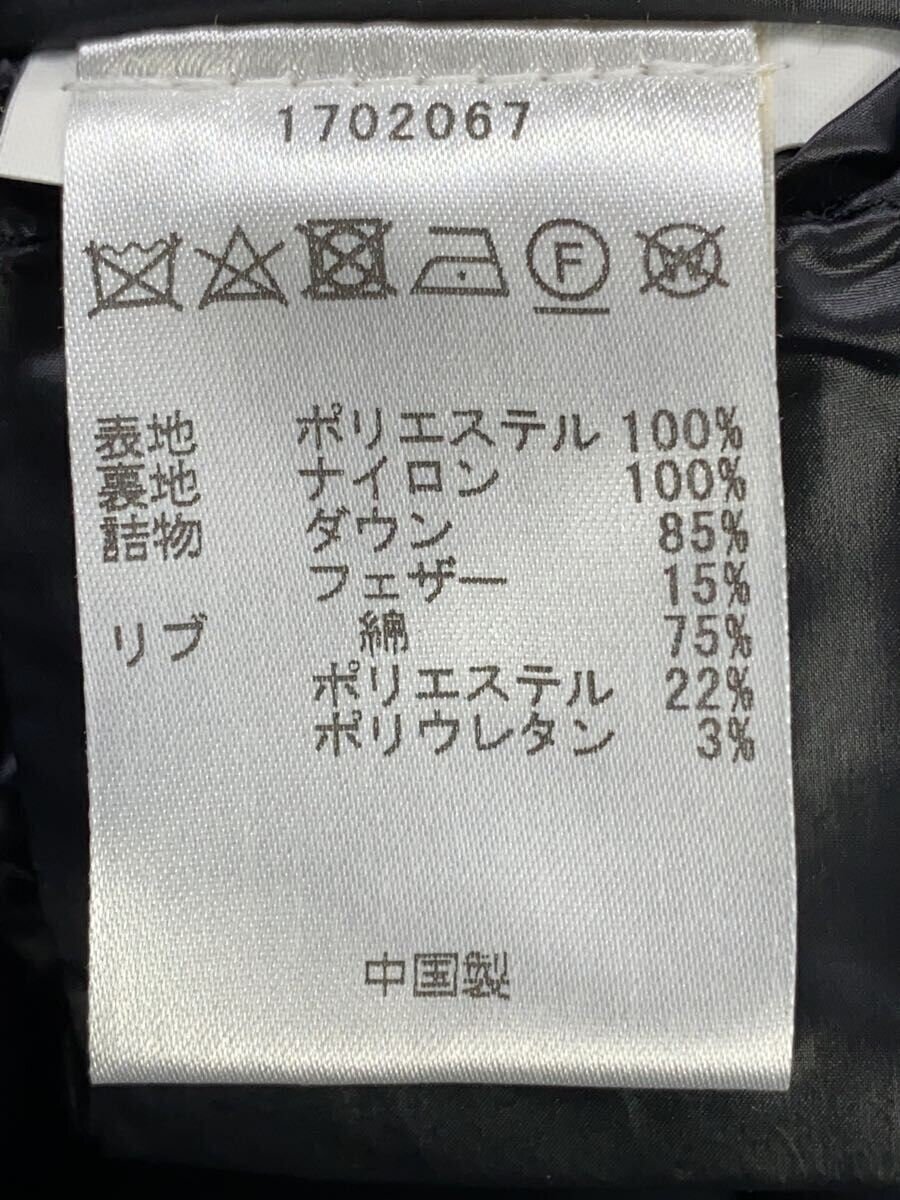 1702067
F W
表地 ポリエステル 100%
裏地 ナイロン 100%
詰物 ダウン 85%
フェザー 15%
リブ 綿 75%
ポリエステル 22%
ポリウレタン 3%
中国製